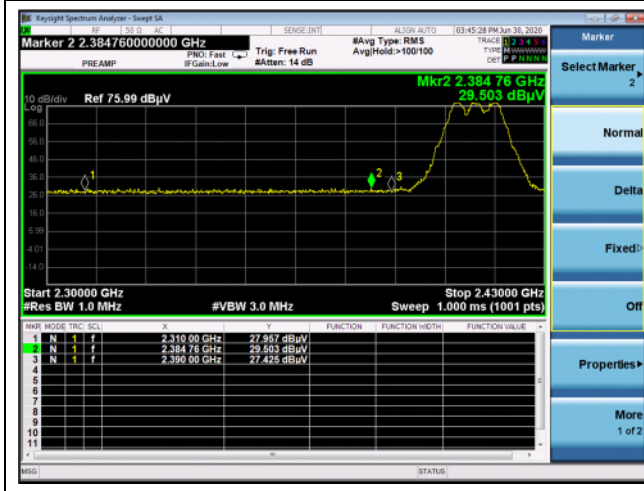 Keysight Spectrum Analyzer - Swept SA
RF 50 Ω AC SENSE:INT ALIGN AUTO 03:45:28 PM Jun 30, 2020
Marker 2 2.384760000000 GHz
PREAMP
PNO: Fast
IFGain:Low
Trig: Free Run
#Atten: 14 dB
#Avg Type: RMS
Avg|Hold:>100/100
TRACE 1 2 3 4 5 6
TYPE M W W W W W
DET P P N N N N
Mkr2 2.384 76 GHz
29.503 dBµV
10 dB/div Ref 75.99 dBµV
Log
66.0
56.0
46.0
36.0
26.0
16.0
5.99
-4.01
-14.0
1
2
3
Start 2.30000 GHz
Stop 2.43000 GHz
#Res BW 1.0 MHz
#VBW 3.0 MHz
Sweep 1.000 ms (1001 pts)
MKR MODE TRC SCL X Y FUNCTION FUNCTION WIDTH FUNCTION VALUE
1 N 1 f 2.310 00 GHz 27.957 dBµV
2 N 1 f 2.384 76 GHz 29.503 dBµV
3 N 1 f 2.390 00 GHz 27.425 dBµV
4
5
6
7
8
9
10
11
MSG
STATUS
Marker
Select Marker
2
Normal
Delta
Fixed
Off
Properties
More
1 of 2